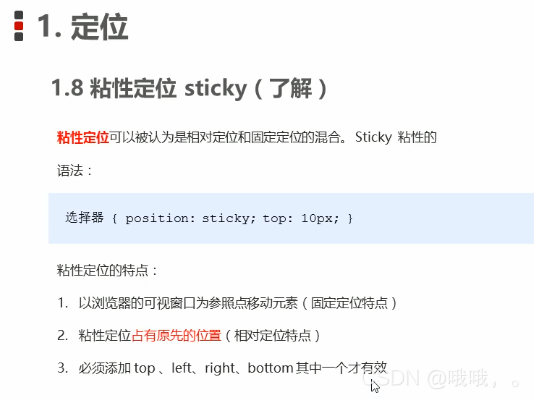 1. 定位
1.8 粘性定位 sticky（了解）
粘性定位可以被认为是相对定位和固定定位的混合。 Sticky 粘性的
语法：
选择器 { position: sticky; top: 10px; }
粘性定位的特点：
1. 以浏览器的可视窗口为参照点移动元素（固定定位特点）
2. 粘性定位占有原先的位置（相对定位特点）
3. 必须添加 top 、left、right、bottom 其中一个才有效
CSDN @哦哦，。